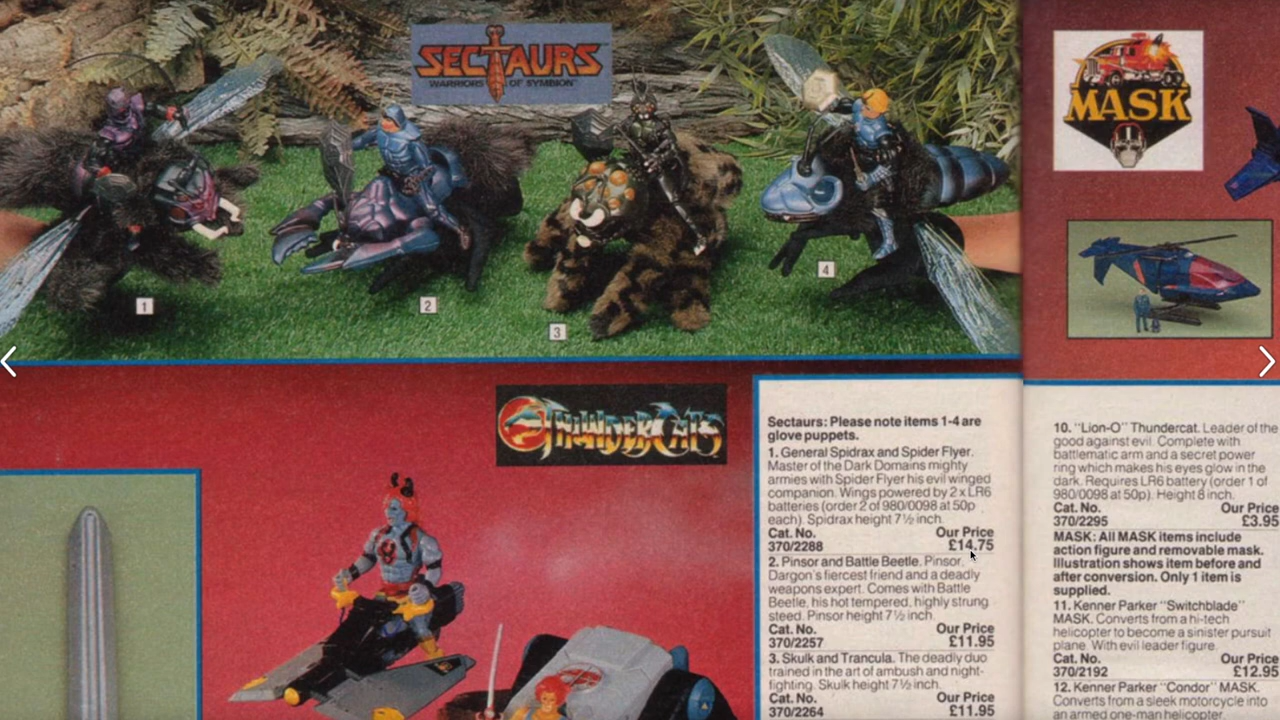 SECTAURS
WARRIORS OF SYMBION
1
2
3
4
THUNDERCATS
Sectaurs: Please note items 1-4 are
glove puppets.
1. General Spidrax and Spider Flyer.
Master of the Dark Domains mighty
armies with Spider Flyer his evil winged
companion. Wings powered by 2 x LR6
batteries (order 2 of 980/0098 at 50p
each). Spidrax height 7½ inch.
Cat. No. Our Price
370/2288 £14.75
2. Pinsor and Battle Beetle. Pinsor,
Dargon's fiercest friend and a deadly
weapons expert. Comes with Battle
Beetle, his hot tempered, highly strung
steed. Pinsor height 7½ inch.
Cat. No. Our Price
370/2257 £11.95
3. Skulk and Trancula. The deadly duo
trained in the art of ambush and night-
fighting. Skulk height 7½ inch.
Cat. No. Our Price
370/2264 £11.95
MASK
10. "Lion-O" Thundercat. Leader of the
good against evil. Complete with
battlematic arm and a secret power
ring which makes his eyes glow in the
dark. Requires LR6 battery (order 1 of
980/0098 at 50p). Height 8 inch.
Cat. No. Our Price
370/2295 £3.95
MASK: All MASK items include
action figure and removable mask.
Illustration shows item before and
after conversion. Only 1 item is
supplied.
11. Kenner Parker "Switchblade"
MASK. Converts from a hi-tech
helicopter to become a sinister pursuit
plane. With evil leader figure.
Cat. No. Our Price
370/2192 £12.95
12. Kenner Parker "Condor" MASK.
Converts from a sleek motorcycle into
an armed one-man helicopter.